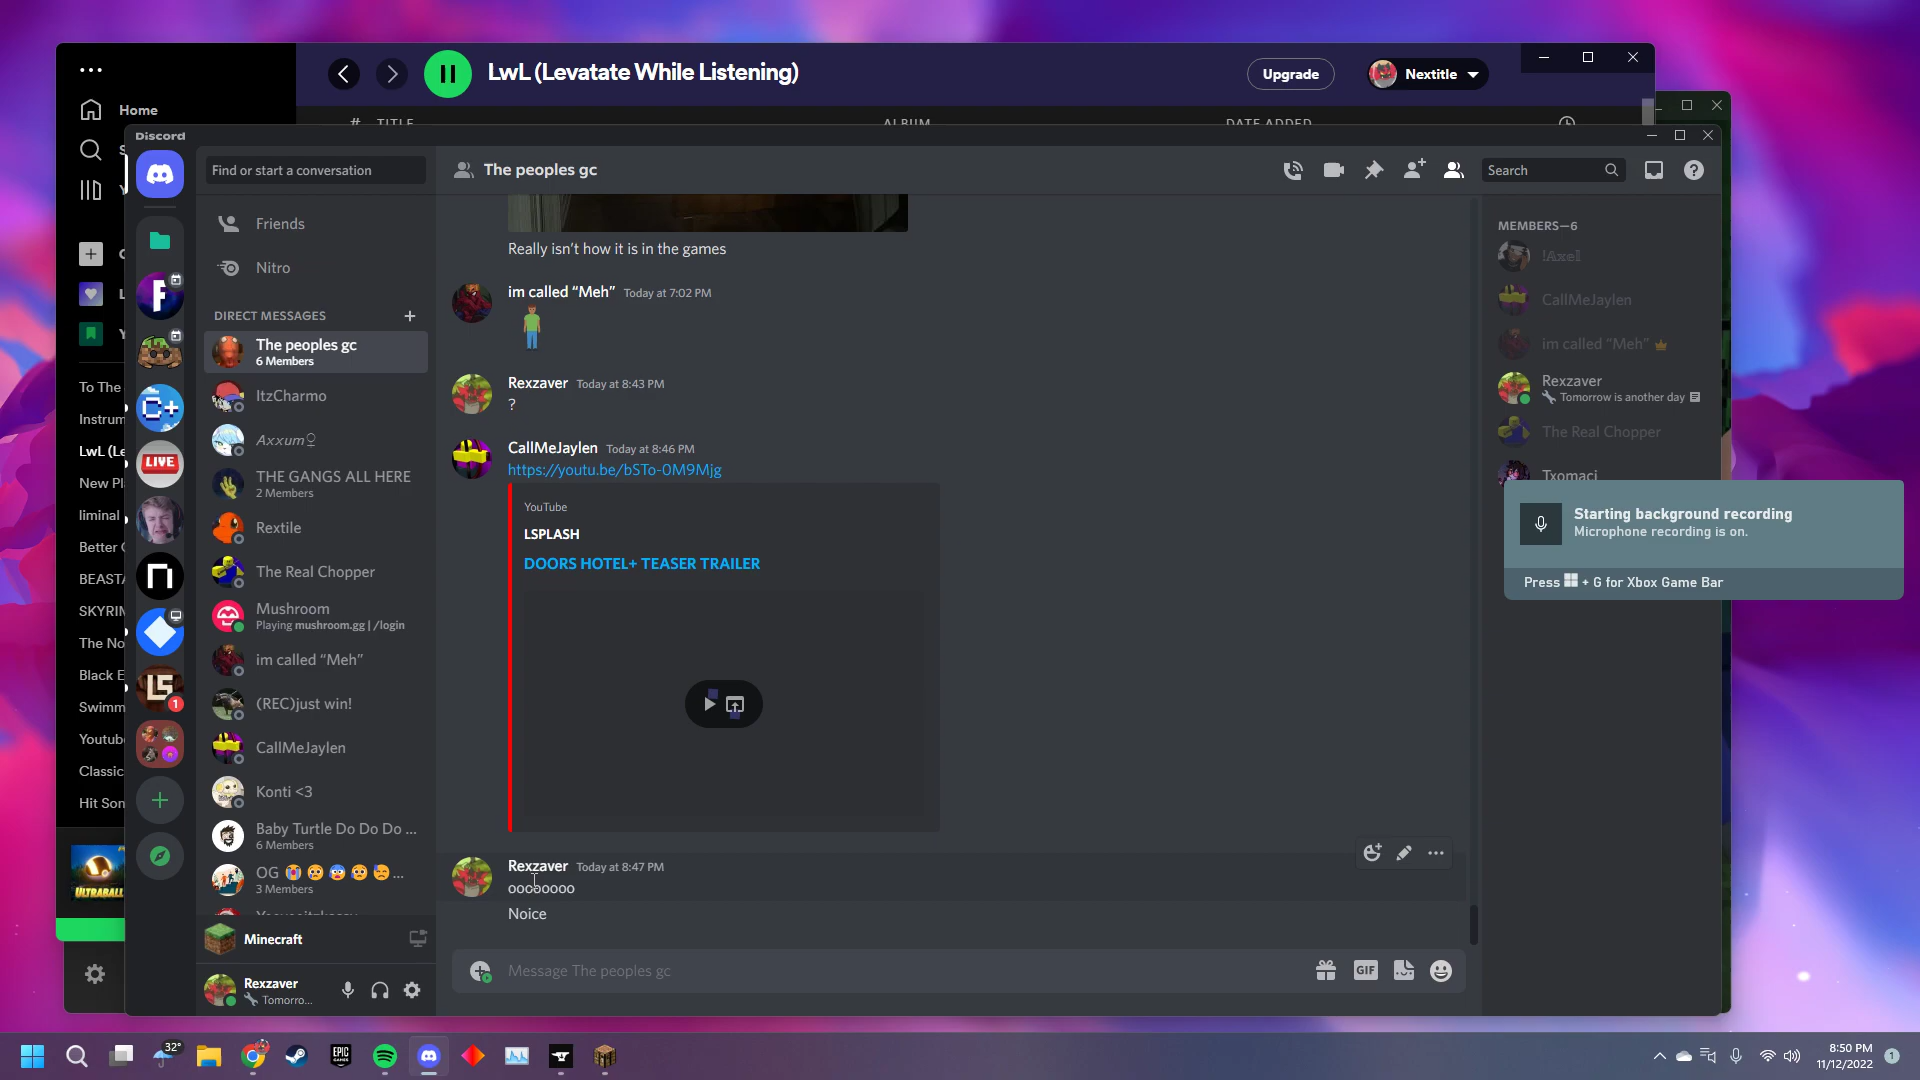 LwL (Levatate While Listening)
Upgrade
Nextitle
Home
# TITLE
ALBUM
DATE ADDED
To The
Instrum
LwL (Le
New Pl
liminal
Better
BEAST
SKYRIM
The No
Black E
Swimm
Youtub
Classic
Hit Son
ULTRABALL
Discord
LIVE
1
Find or start a conversation
Friends
Nitro
DIRECT MESSAGES
The peoples gc
6 Members
ItzCharmo
Axxum♀
THE GANGS ALL HERE
2 Members
Rextile
The Real Chopper
Mushroom
Playing mushroom.gg | /login
im called “Meh”
(REC)just win!
CallMeJaylen
Konti <3
Baby Turtle Do Do Do ...
6 Members
OG 😭😢😨😢😓...
3 Members
Minecraft
Rexzaver
Tomorro...
The peoples gc
Search
Really isn’t how it is in the games
im called “Meh” Today at 7:02 PM
Rexzaver Today at 8:43 PM
?
CallMeJaylen Today at 8:46 PM
https://youtu.be/bSTo-0M9Mjg
YouTube
LSPLASH
DOORS HOTEL+ TEASER TRAILER
Rexzaver Today at 8:47 PM
oooooooo
Noice
Message The peoples gc
GIF
MEMBERS—6
!Axel!
CallMeJaylen
im called “Meh”
Rexzaver
Tomorrow is another day
The Real Chopper
Txomaci
Starting background recording
Microphone recording is on.
Press + G for Xbox Game Bar
32°
EPIC
GAMES
8:50 PM
11/12/2022
1